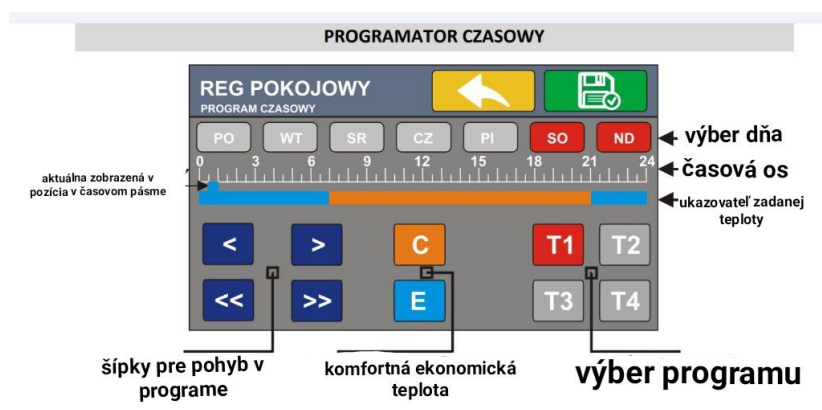 PROGRAMATOR CZASOWY
REG POKOJOWY
PROGRAM CZASOWY
PO WT SR CZ PI SO ND
výber dňa
0 3 6 9 12 15 18 21 24
časová os
aktuálna zobrazená v
pozícia v časovom pásme
ukazovateľ zadanej
teploty
< > C T1 T2
<< >> E T3 T4
šípky pre pohyb v
programe
komfortná ekonomická
teplota
výber programu